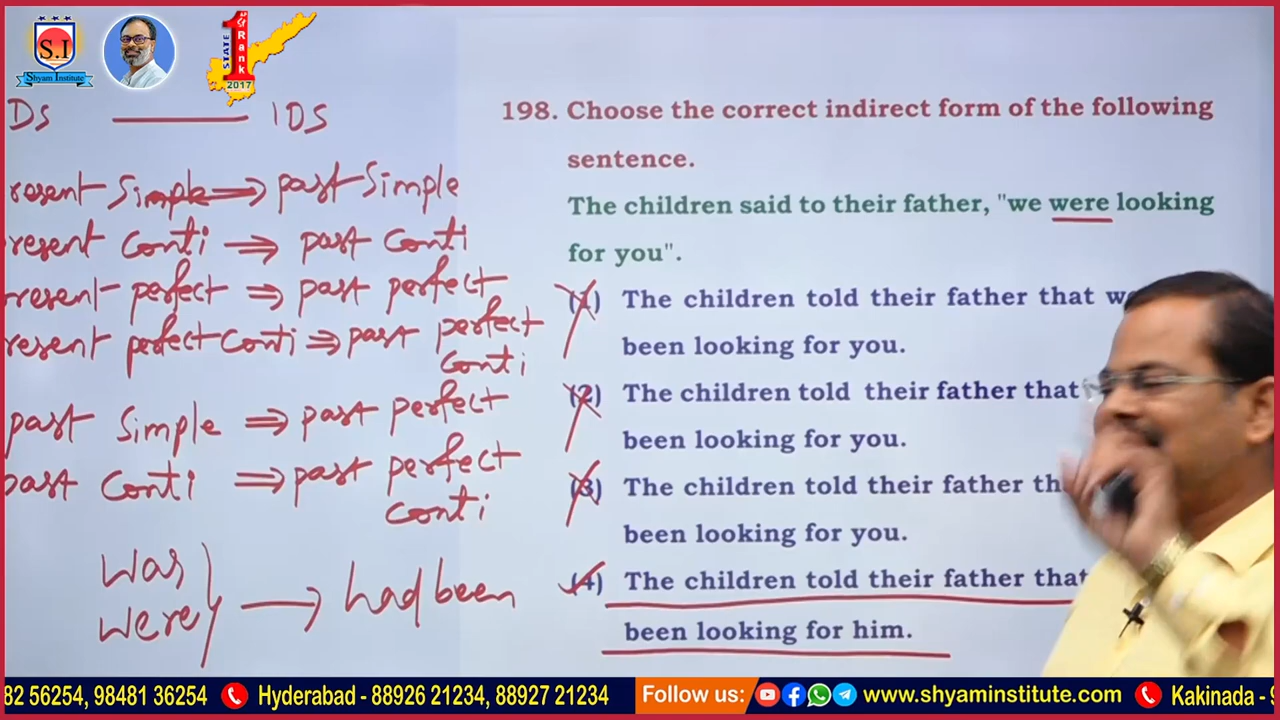 S.I
Shyam Institute
STATE
1
Rank
2017
DS ——— IDS
resent Simple ⇒ past Simple
resent Conti ⇒ past Conti
resent perfect ⇒ past perfect
resent perfect Conti ⇒ past perfect
Conti
past Simple ⇒ past perfect
past Conti ⇒ past perfect
Conti
was
were → had been
198. Choose the correct indirect form of the following
sentence.
The children said to their father, "we were looking
for you".
(1) The children told their father that
been looking for you.
(2) The children told their father that
been looking for you.
(3) The children told their father
been looking for you.
(4) The children told their father that
been looking for him.
82 56254, 98481 36254 Hyderabad - 88926 21234, 88927 21234 Follow us: www.shyaminstitute.com Kakinada - 9